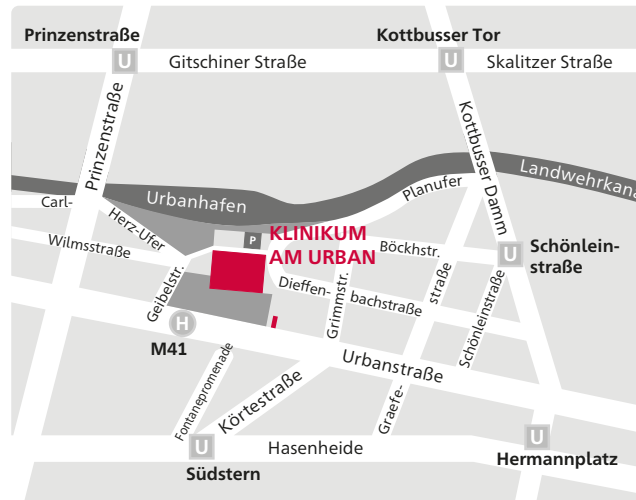 Prinzenstraße
Kottbusser Tor
U
Gitschiner Straße
U
Skalitzer Straße
Prinzenstraße
Kottbusser Damm
Landwehrkana
Planufer
Urbanhafen
Carl-
Herz-Ufer
P
KLINIKUM
AM URBAN
Wilmsstraße
Böckhstr.
U
Schönlein-
straße
Geibelstr.
Dieffen-
bachstraße
Grimmstr.
straße
Schönleinstraße
H
M41
Urbanstraße
Fontanepromenade
Körtestraße
Graefe-
U
Südstern
Hasenheide
U
Hermannplatz